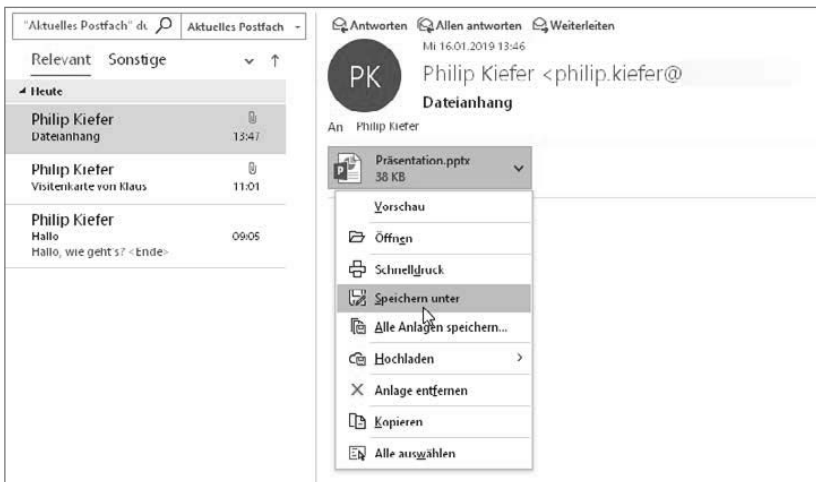 "Aktuelles Postfach" du
Aktuelles Postfach
Relevant Sonstige
Heute
Philip Kiefer
Dateianhang 13:47
Philip Kiefer
Visitenkarte von Klaus 11:01
Philip Kiefer
Hallo 09:05
Hallo, wie geht's? <Ende>
Antworten Allen antworten Weiterleiten
Mi 16.01.2019 13:46
PK
Philip Kiefer <philip.kiefer@
Dateianhang
An Philip Kiefer
Präsentation.pptx
38 KB
Vorschau
Öffnen
Schnelldruck
Speichern unter
Alle Anlagen speichern...
Hochladen
Anlage entfernen
Kopieren
Alle auswählen